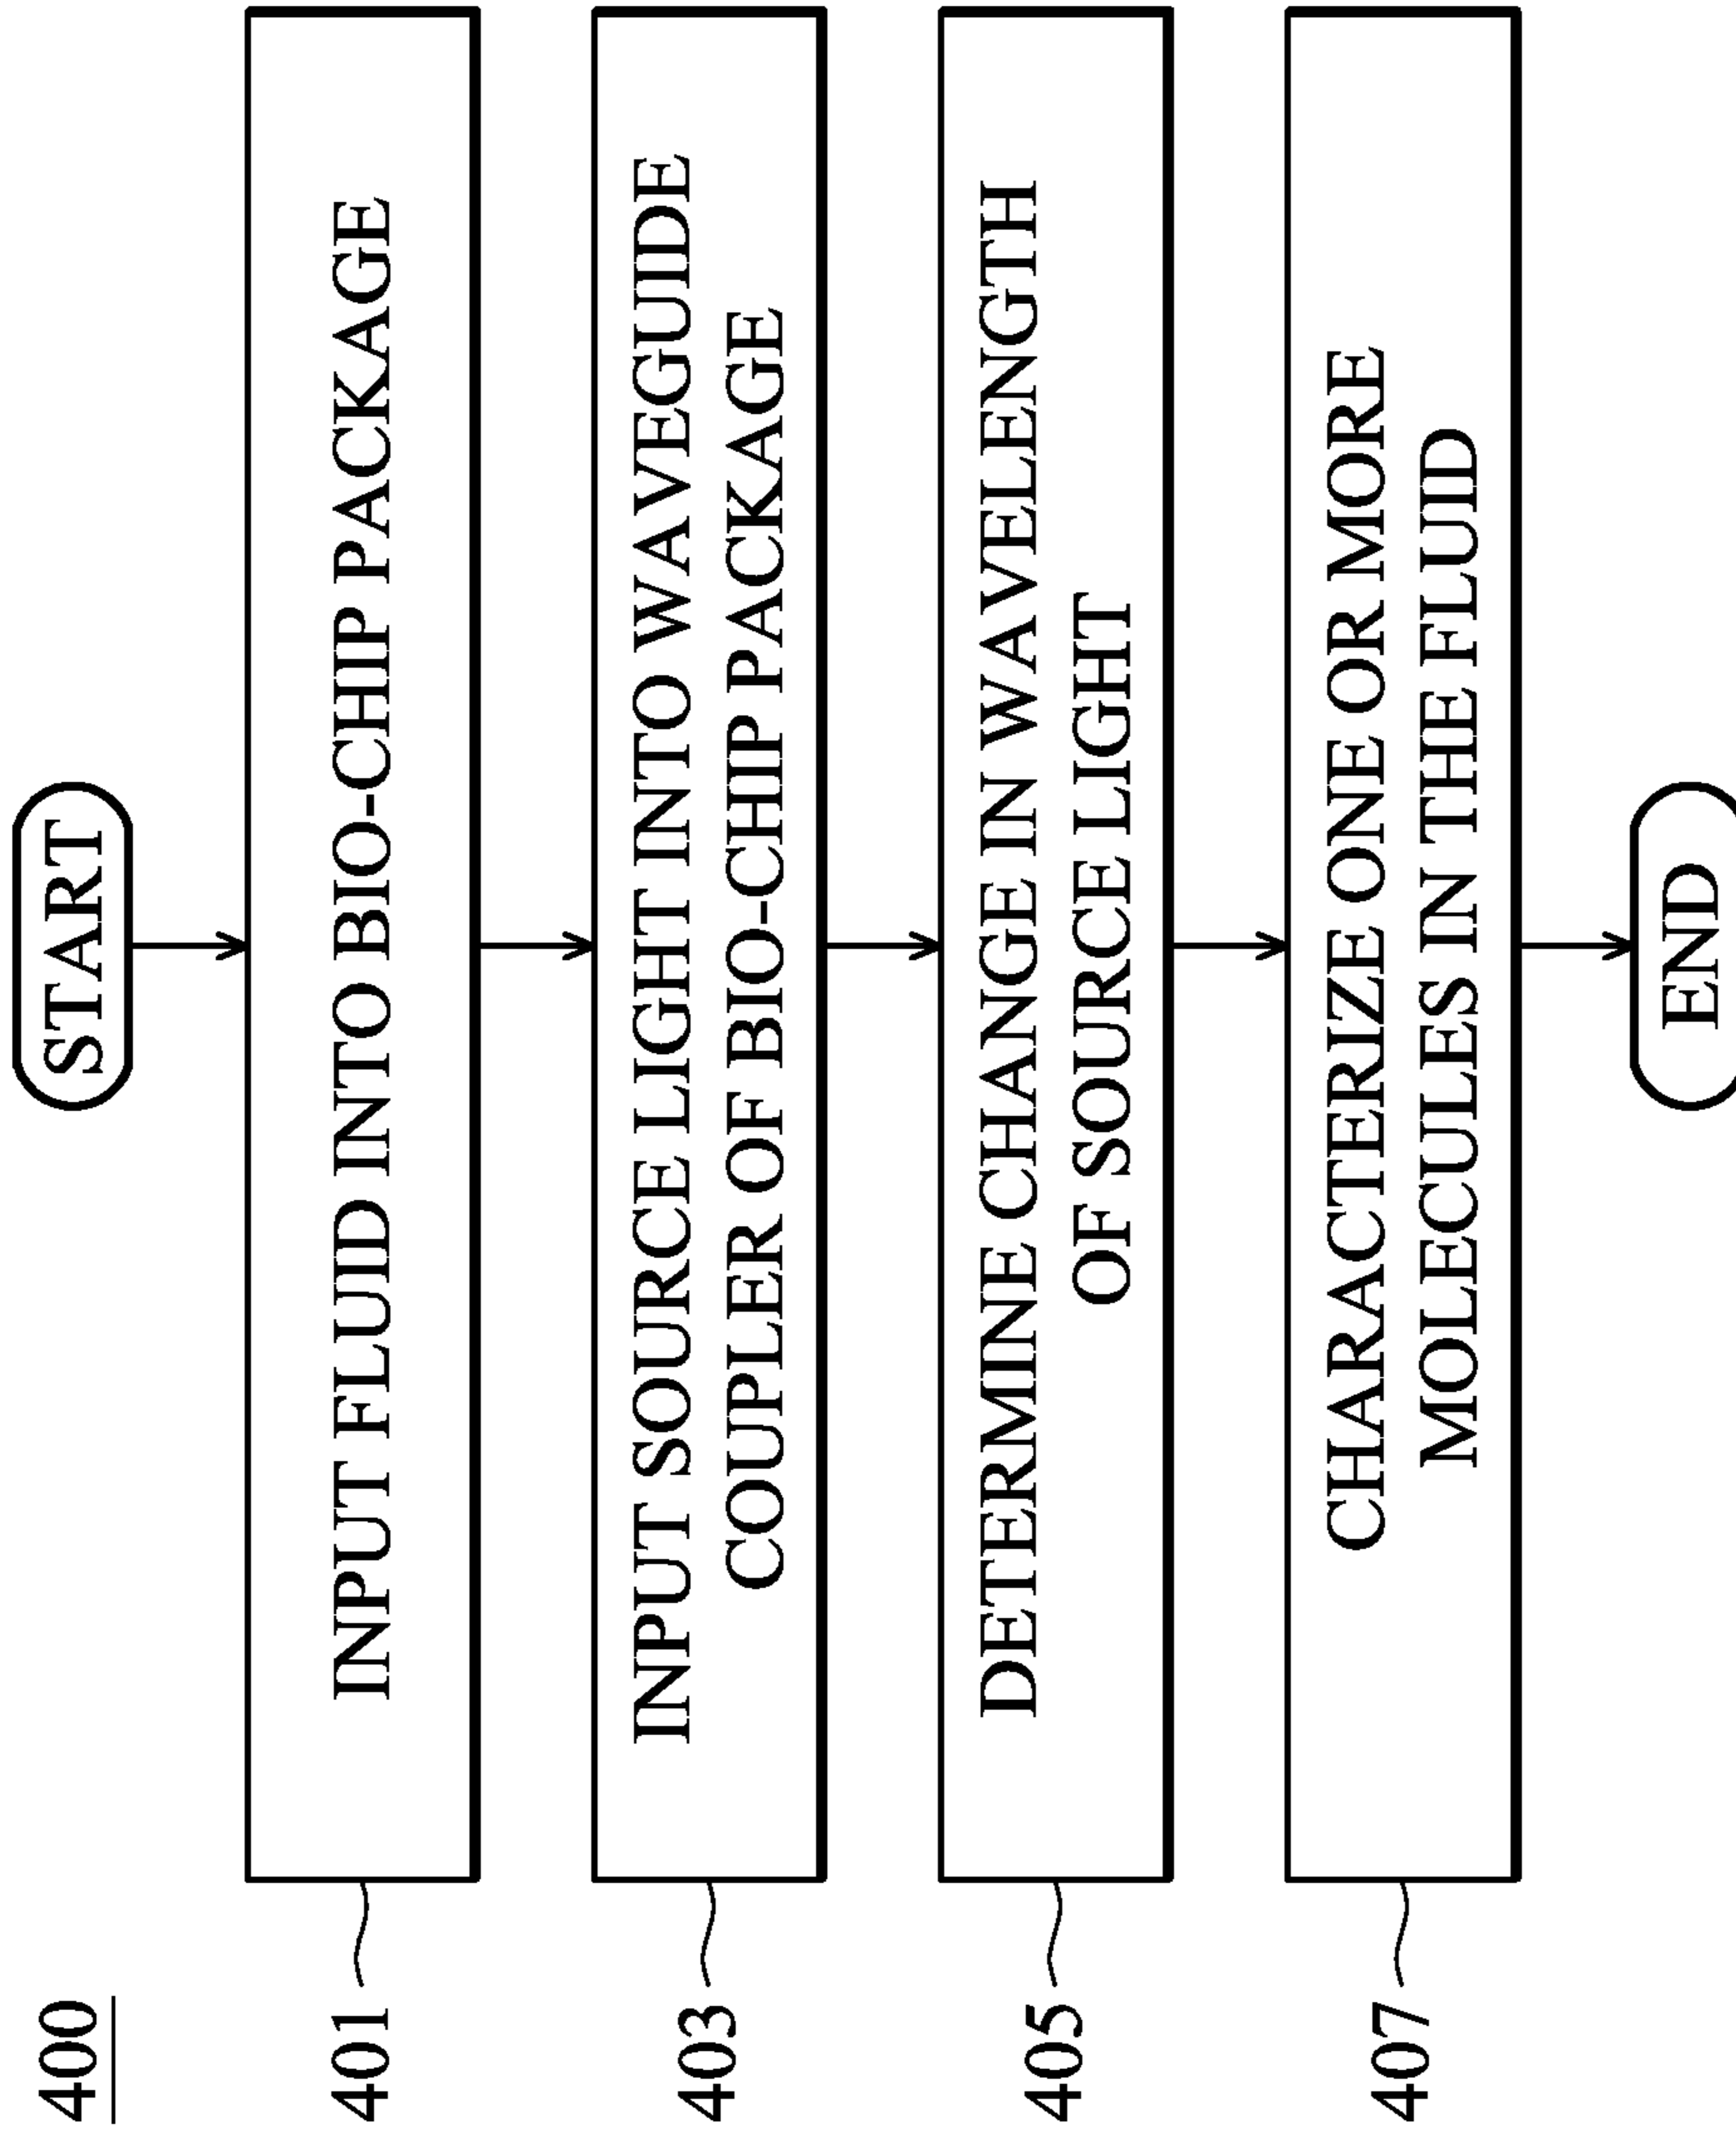 400
START
401
INPUT FLUID INTO BIO-CHIP PACKAGE
403
INPUT SOURCE LIGHT INTO WAVEGUIDE
COUPLER OF BIO-CHIP PACKAGE
405
DETERMINE CHANGE IN WAVELENGTH
OF SOURCE LIGHT
407
CHARACTERIZE ONE OR MORE
MOLECULES IN THE FLUID
END